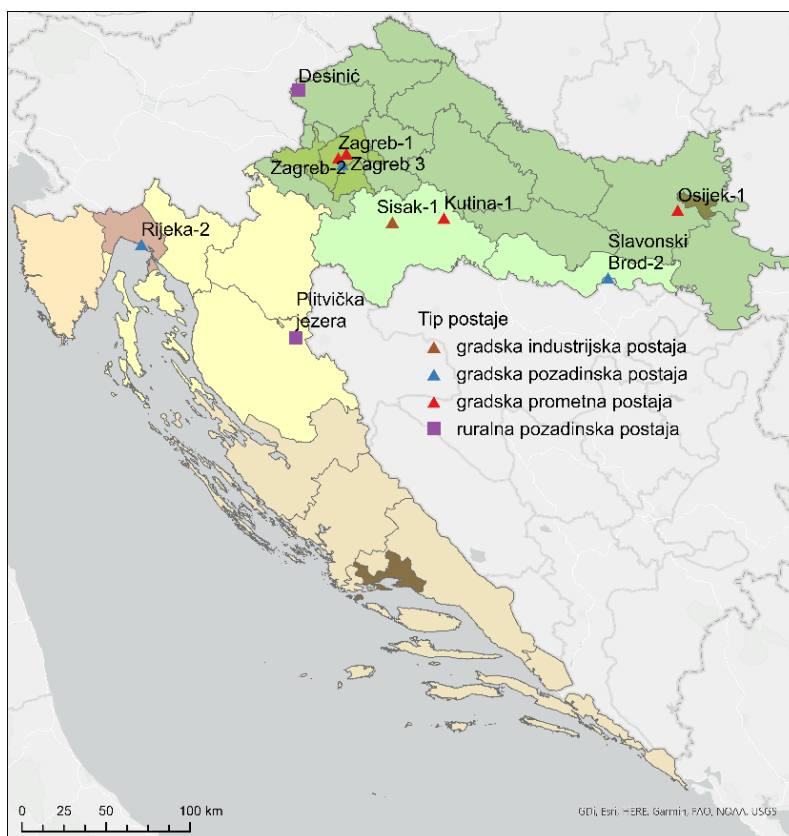 Desinić
Zagreb-1
Zagreb-2
Zagreb 3
Sisak-1
Kutina-1
Osijek-1
Rijeka-2
Slavonski
Brod-2
Plitvička
jezera
Tip postaje
gradska industrijska postaja
gradska pozadinska postaja
gradska prometna postaja
ruralna pozadinska postaja
0 25 50 100 km
GDi, Esri, HERE, Garmin, FAO, NOAA, USGS